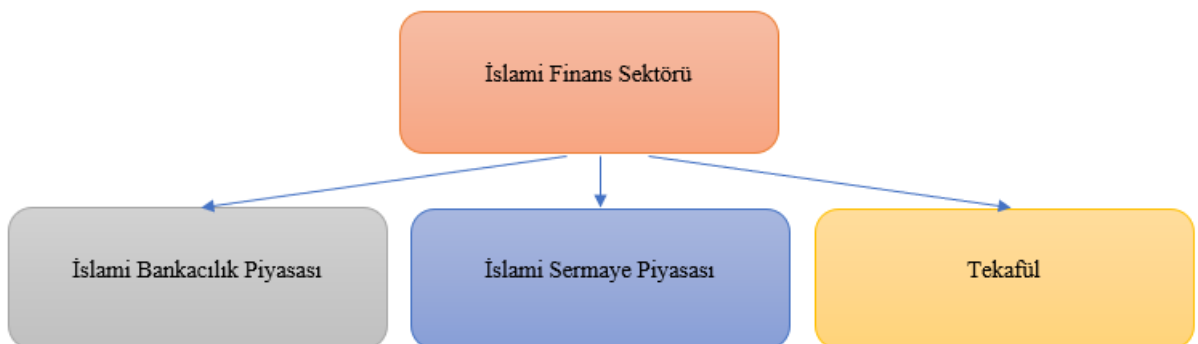 İslami Finans Sektörü
İslami Bankacılık Piyasası
İslami Sermaye Piyasası
Tekafül